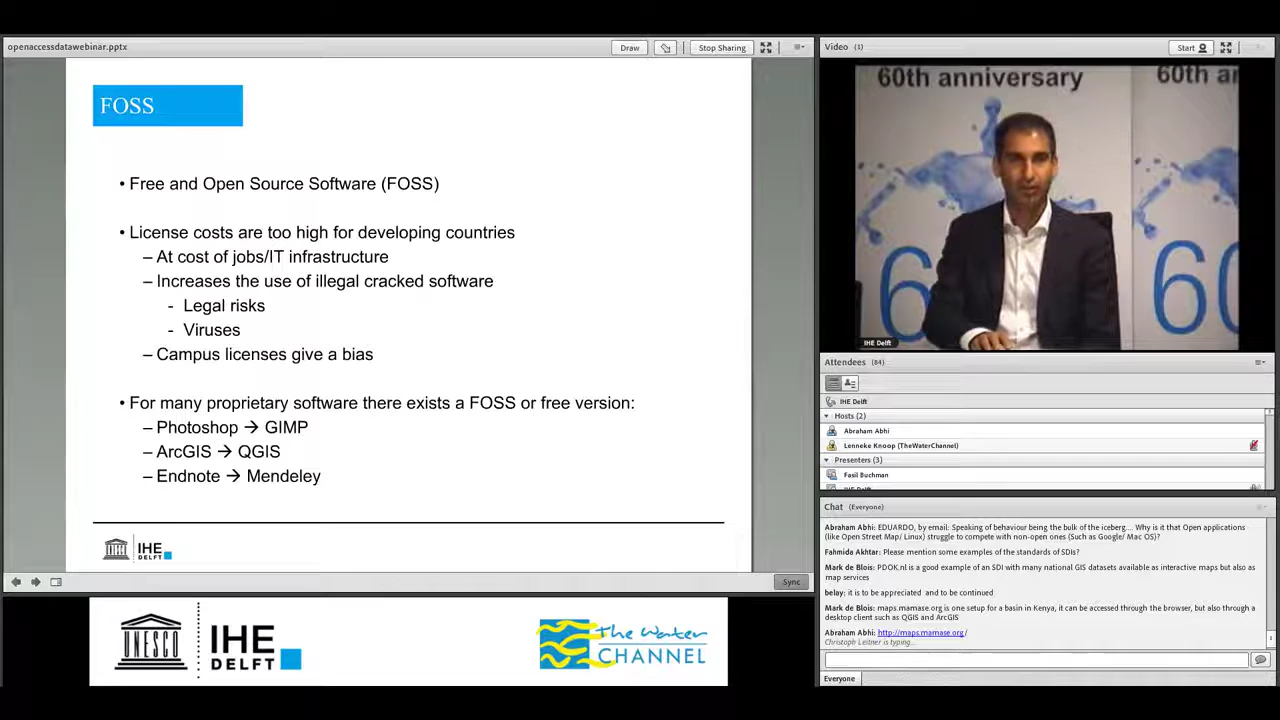 openaccessdatawebinar.pptx
Draw
Stop Sharing
FOSS
• Free and Open Source Software (FOSS)
• License costs are too high for developing countries
– At cost of jobs/IT infrastructure
– Increases the use of illegal cracked software
- Legal risks
- Viruses
– Campus licenses give a bias
• For many proprietary software there exists a FOSS or free version:
– Photoshop → GIMP
– ArcGIS → QGIS
– Endnote → Mendeley
IHE
DELFT
Sync
UNESCO
IHE
DELFT
The Water
CHANNEL
Video (1)
Start
60th anniversary
60th an
60
60
IHE Delft
Attendees (84)
IHE Delft
Hosts (2)
Abraham Abhi
Lenneke Knoop (TheWaterChannel)
Presenters (3)
Fasil Buchman
IHE Delft
Chat (Everyone)
Abraham Abhi: EDUARDO, by email: Speaking of behaviour being the bulk of the iceberg.... Why is it that Open applications
(like Open Street Map/ Linux) struggle to compete with non-open ones (Such as Google/ Mac OS)?
Fahmida Akhtar: Please mention some examples of the standards of SDIs?
Mark de Blois: PDOK.nl is a good example of an SDI with many national GIS datasets available as interactive maps but also as
map services
belay: it is to be appreciated and to be continued
Mark de Blois: maps.mamase.org is one setup for a basin in Kenya, it can be accessed through the browser, but also through a
desktop client such as QGIS and ArcGIS
Abraham Abhi: http://maps.mamase.org/
Christoph Leitner is typing...
Everyone